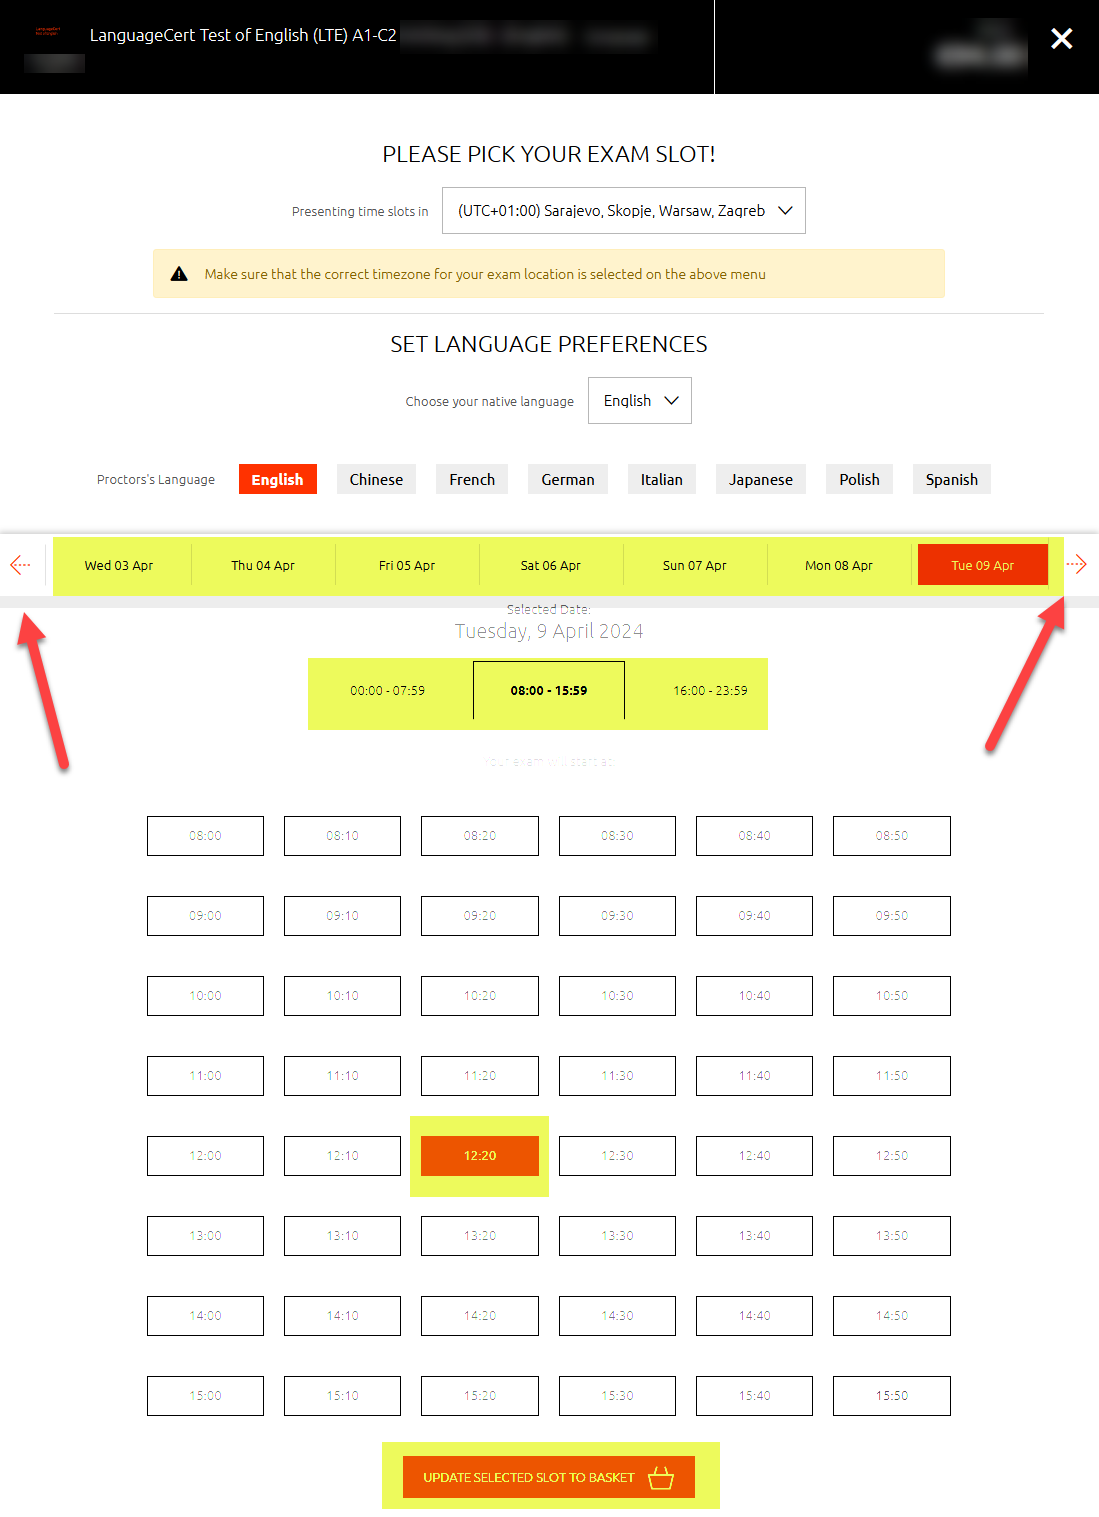 LanguageCert Test of English (LTE) A1-C2
PLEASE PICK YOUR EXAM SLOT!
Presenting time slots in (UTC+01:00) Sarajevo, Skopje, Warsaw, Zagreb
Make sure that the correct timezone for your exam location is selected on the above menu
SET LANGUAGE PREFERENCES
Choose your native language English
Proctors's Language English Chinese French German Italian Japanese Polish Spanish
Wed 03 Apr Thu 04 Apr Fri 05 Apr Sat 06 Apr Sun 07 Apr Mon 08 Apr Tue 09 Apr
Selected Date:
Tuesday, 9 April 2024
00:00 - 07:59 08:00 - 15:59 16:00 - 23:59
Your exam will start at:
08:00 08:10 08:20 08:30 08:40 08:50
09:00 09:10 09:20 09:30 09:40 09:50
10:00 10:10 10:20 10:30 10:40 10:50
11:00 11:10 11:20 11:30 11:40 11:50
12:00 12:10 12:20 12:30 12:40 12:50
13:00 13:10 13:20 13:30 13:40 13:50
14:00 14:10 14:20 14:30 14:40 14:50
15:00 15:10 15:20 15:30 15:40 15:50
UPDATE SELECTED SLOT TO BASKET